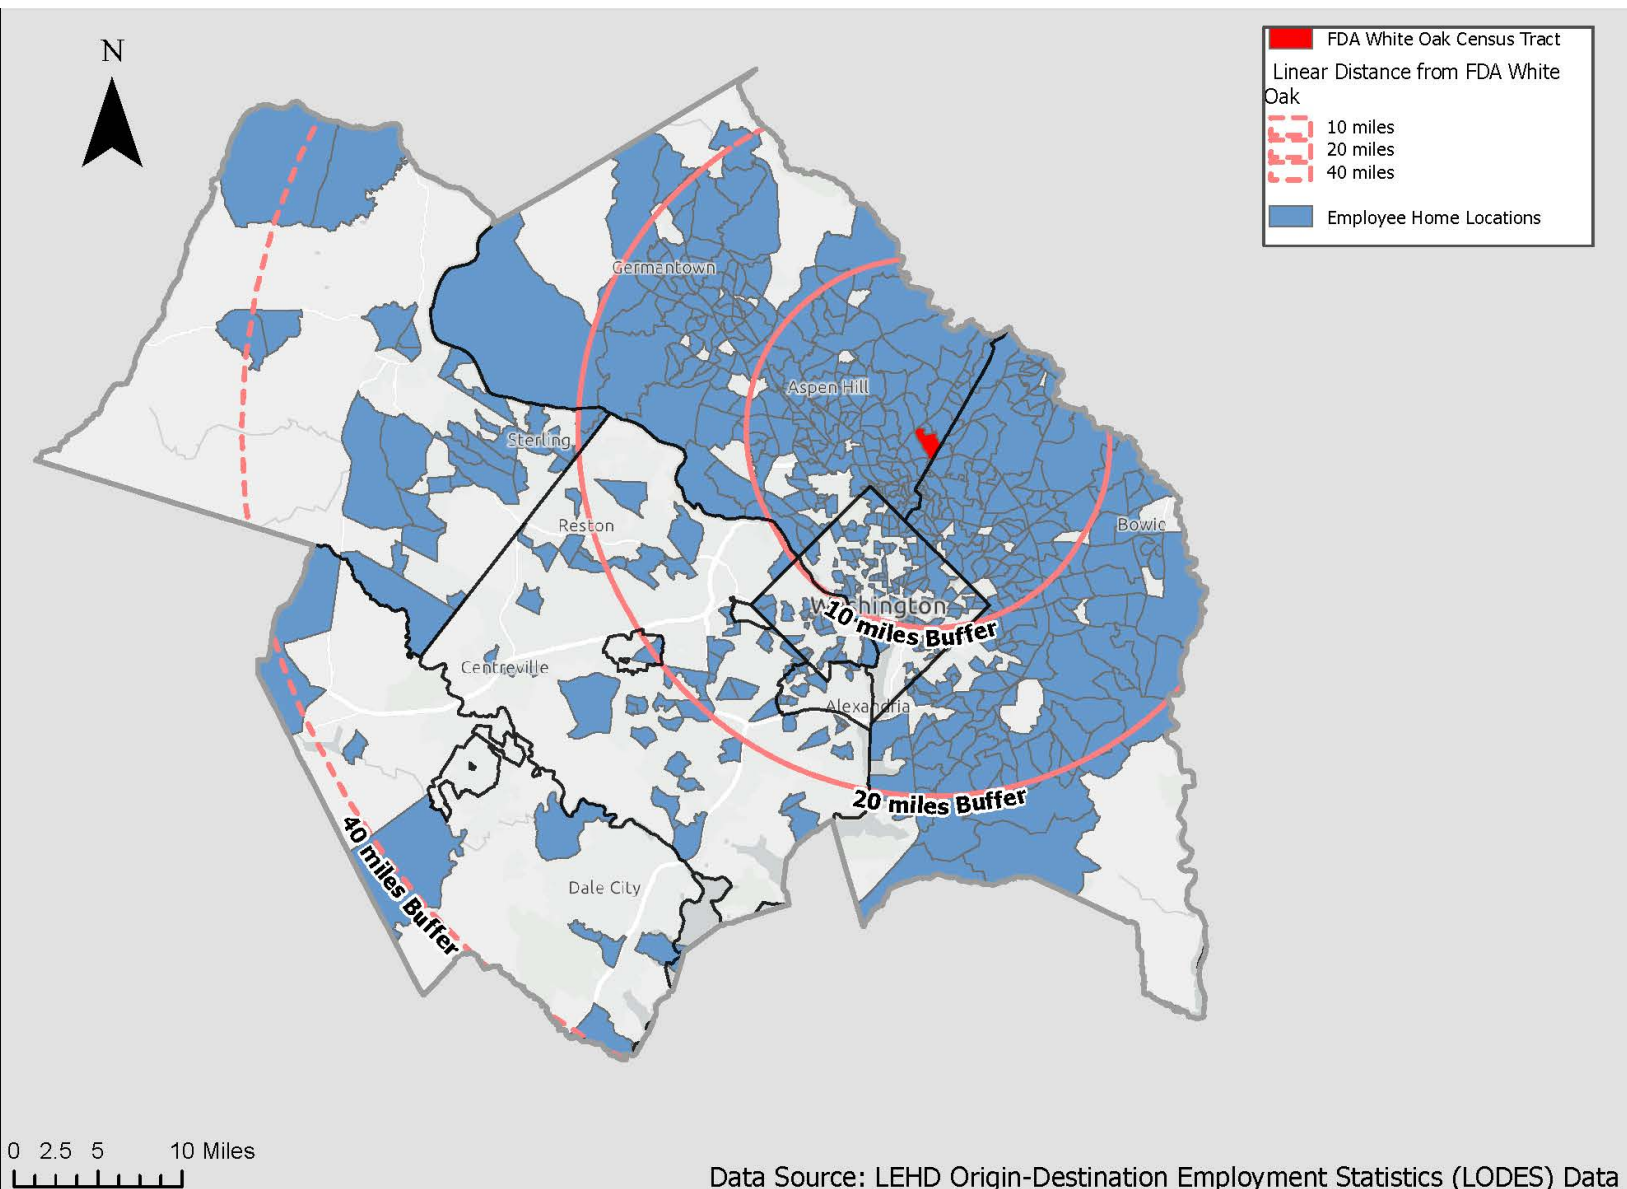 N
FDA White Oak Census Tract
Linear Distance from FDA White
Oak
10 miles
20 miles
40 miles
Employee Home Locations
Germantown
Aspen Hill
Sterling
Reston
Bowie
Washington
10 miles Buffer
Centreville
Alexandria
20 miles Buffer
40 miles Buffer
Dale City
0 2.5 5 10 Miles
Data Source: LEHD Origin-Destination Employment Statistics (LODES) Data